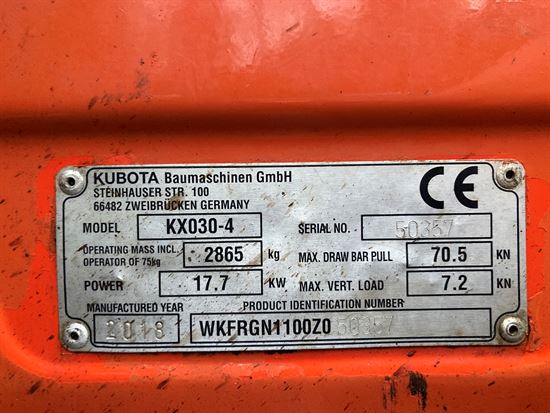 KUBOTA Baumaschinen GmbH
STEINHAUSER STR. 100
66482 ZWEIBRÜCKEN GERMANY
CE
MODEL KX030-4 SERIAL NO. 50357
OPERATING MASS INCL. OPERATOR OF 75kg 2865 kg MAX. DRAW BAR PULL 70.5 KN
POWER 17.7 KW MAX. VERT. LOAD 7.2 KN
MANUFACTURED YEAR PRODUCT IDENTIFICATION NUMBER
2018 WKFRGN1100Z050357